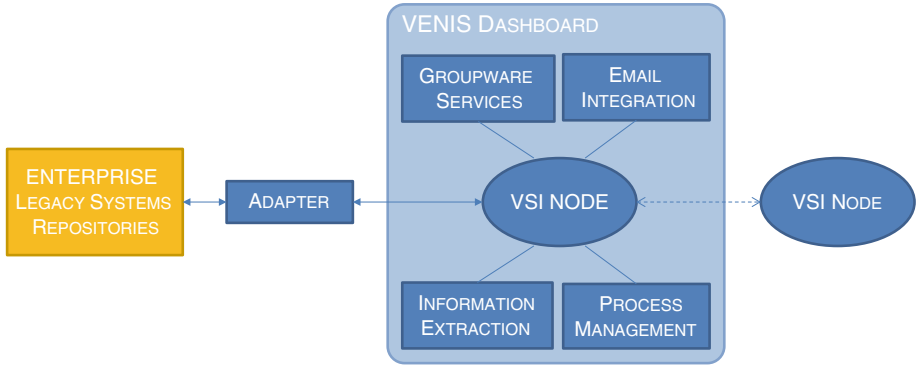 VENIS DASHBOARD
GROUPWARE
SERVICES
EMAIL
INTEGRATION
ENTERPRISE
LEGACY SYSTEMS
REPOSITORIES
ADAPTER
VSI NODE
VSI NODE
INFORMATION
EXTRACTION
PROCESS
MANAGEMENT